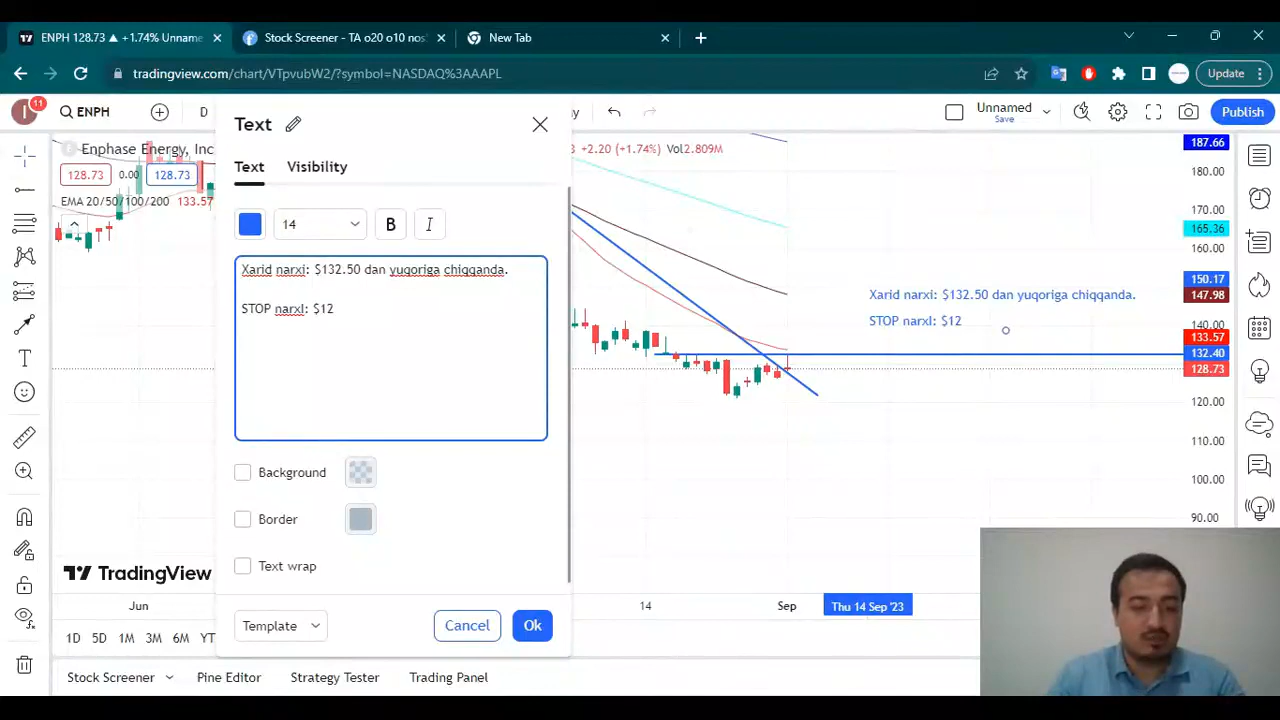 ENPH 128.73 ▲ +1.74% Unname
Stock Screener - TA o20 o10 nos
New Tab
tradingview.com/chart/VTpvubW2/?symbol=NASDAQ%3AAAPL
Update
11
ENPH
D
Unnamed
Save
Publish
Enphase Energy, Inc
+2.20 (+1.74%) Vol2.809M
128.73
0.00
128.73
EMA 20/50/100/200 133.57
Text
Text
Visibility
14
B
I
Xarid narxi: $132.50 dan yuqoriga chiqqanda.
STOP narxI: $12
Background
Border
Text wrap
Template
Cancel
Ok
Xarid narxi: $132.50 dan yuqoriga chiqqanda.
STOP narxI: $12
187.66
180.00
170.00
165.36
160.00
150.17
147.98
140.00
133.57
132.40
128.73
120.00
110.00
100.00
90.00
TradingView
Jun
14
Sep
Thu 14 Sep '23
1D 5D 1M 3M 6M YT
Stock Screener
Pine Editor
Strategy Tester
Trading Panel